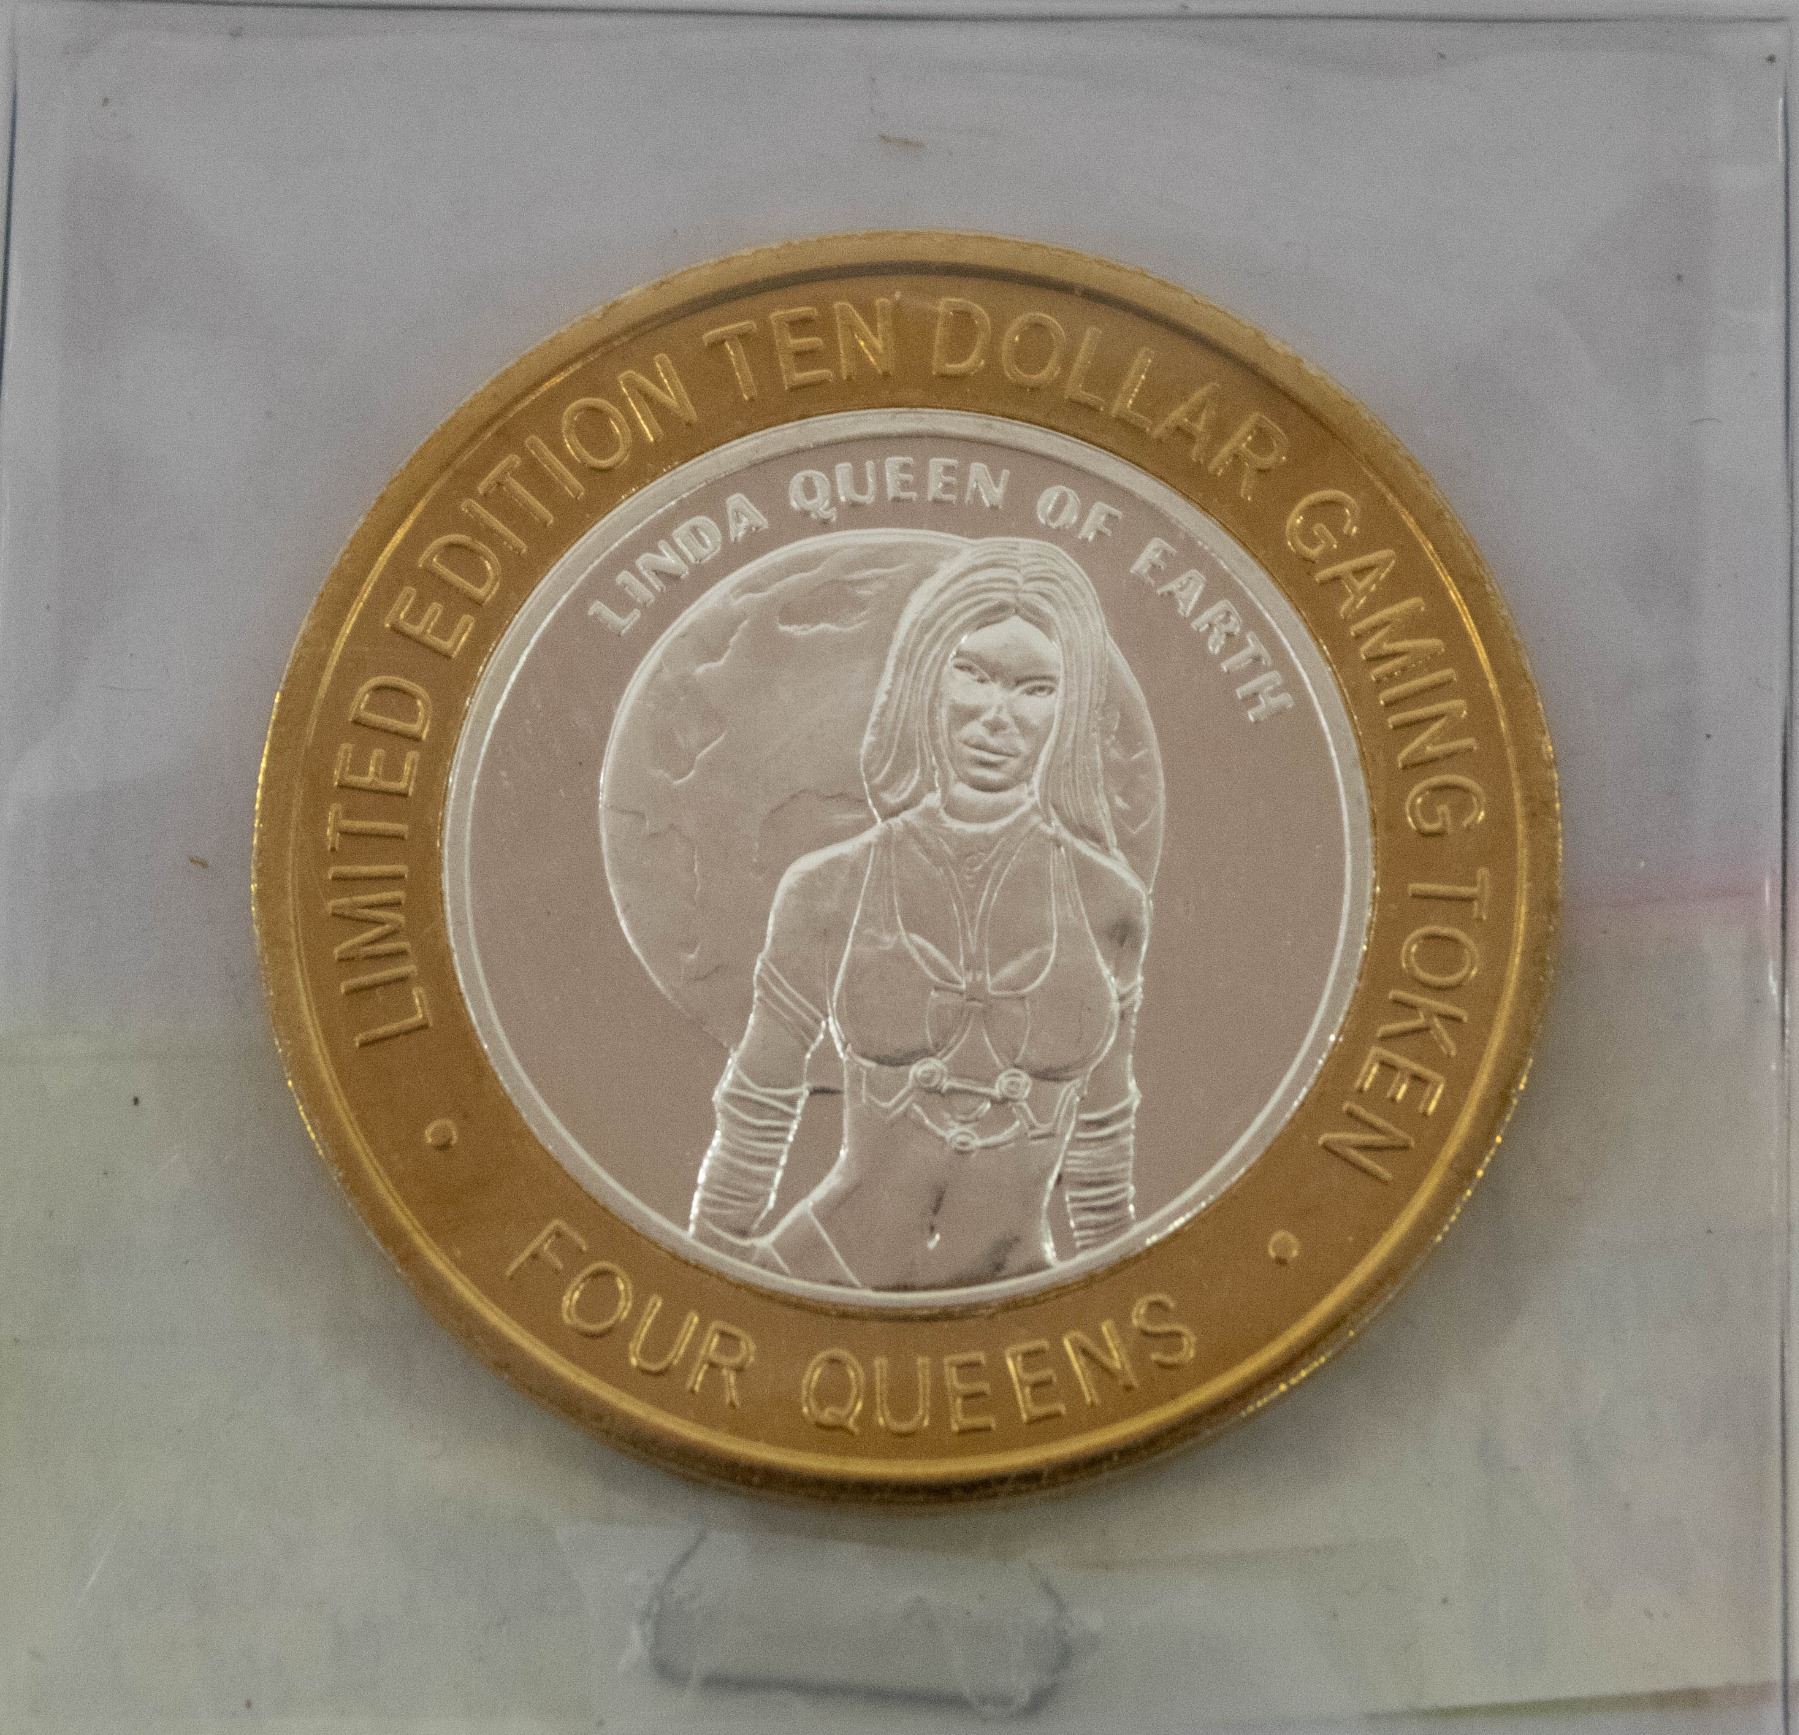 LIMITED EDITION TEN DOLLAR GAMING TOKEN
LINDA QUEEN OF EARTH
• FOUR QUEENS •